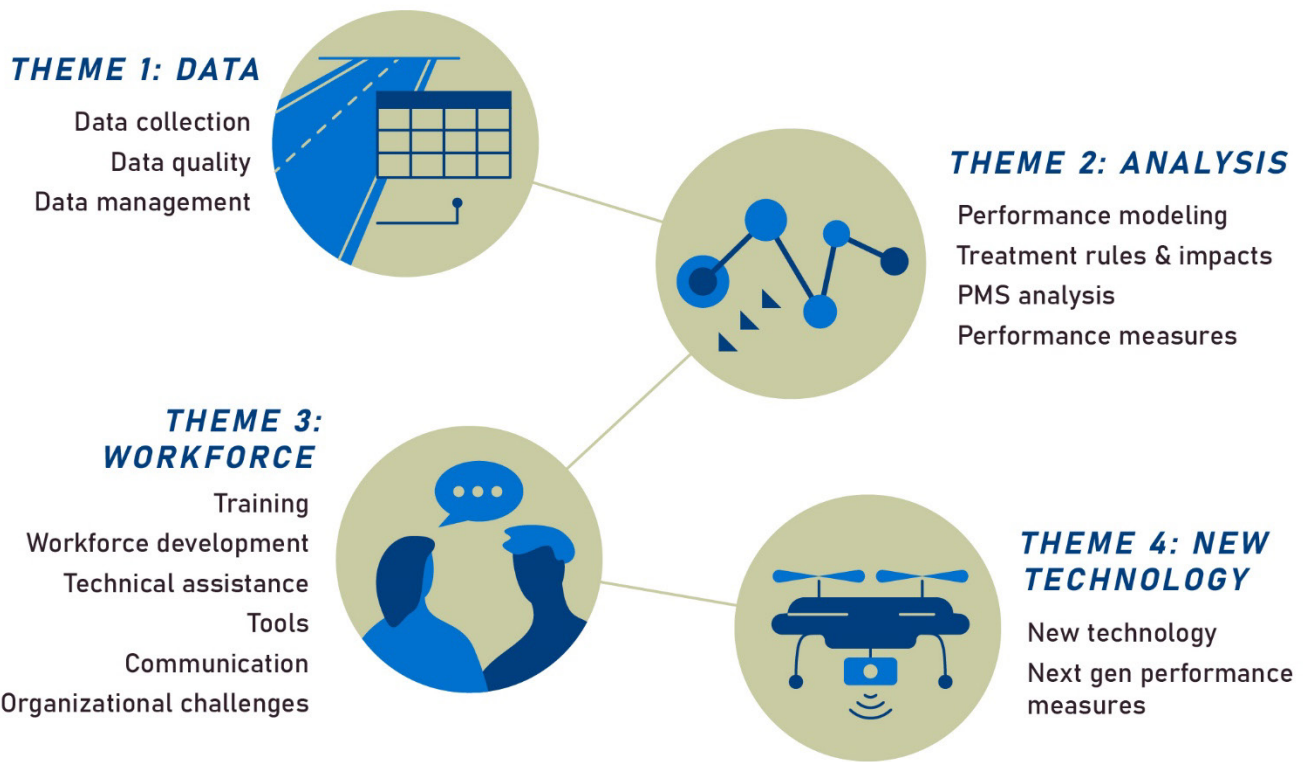 THEME 1: DATA
Data collection
Data quality
Data management
THEME 2: ANALYSIS
Performance modeling
Treatment rules & impacts
PMS analysis
Performance measures
THEME 3:
WORKFORCE
Training
Workforce development
Technical assistance
Tools
Communication
Organizational challenges
THEME 4: NEW
TECHNOLOGY
New technology
Next gen performance
measures